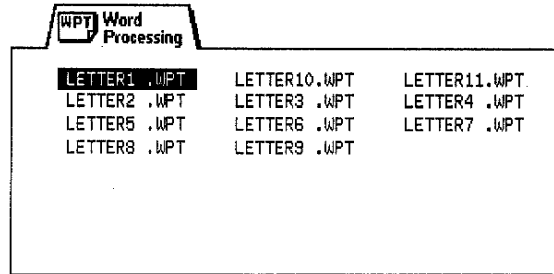 WPT Word
Processing
LETTER1 .WPT LETTER10.WPT LETTER11.WPT
LETTER2 .WPT LETTER3 .WPT LETTER4 .WPT
LETTER5 .WPT LETTER6 .WPT LETTER7 .WPT
LETTER8 .WPT LETTER9 .WPT